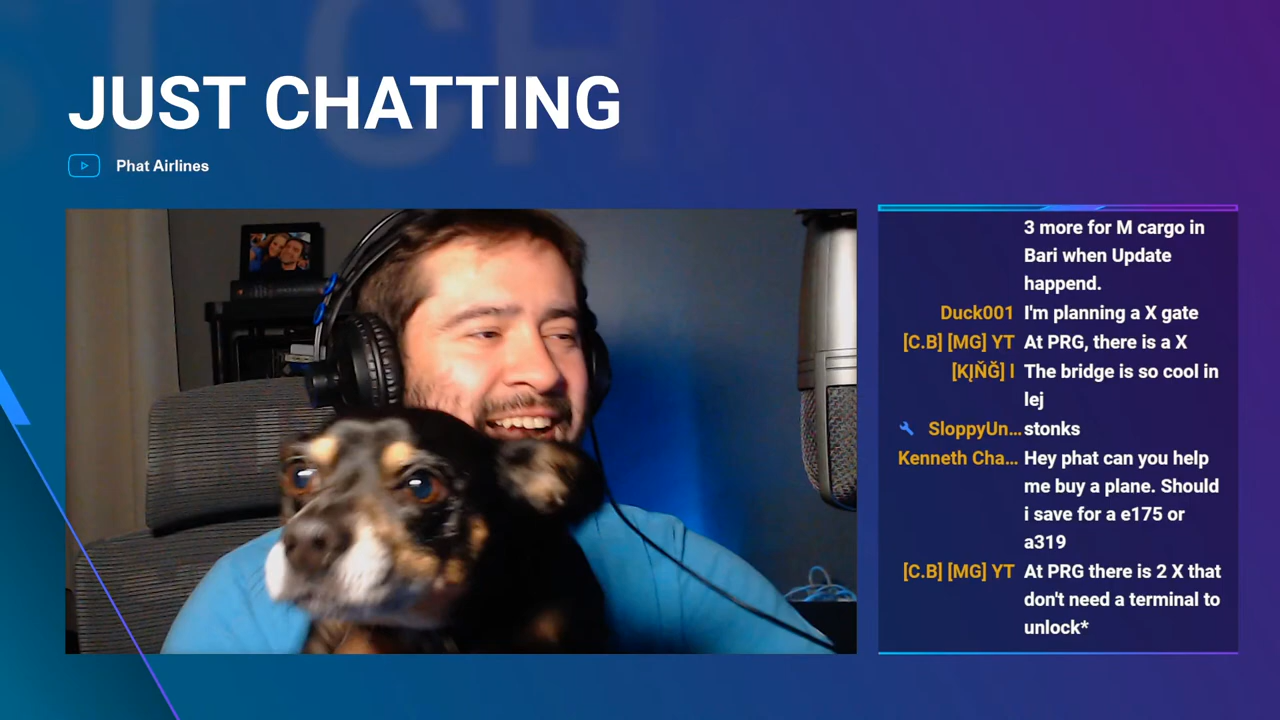 JUST CHATTING
Phat Airlines
3 more for M cargo in
Bari when Update
happend.
Duck001 I'm planning a X gate
[C.B] [MG] YT At PRG, there is a X
[KĮŇĞ] l The bridge is so cool in
lej
SloppyUn... stonks
Kenneth Cha... Hey phat can you help
me buy a plane. Should
i save for a e175 or
a319
[C.B] [MG] YT At PRG there is 2 X that
don't need a terminal to
unlock*